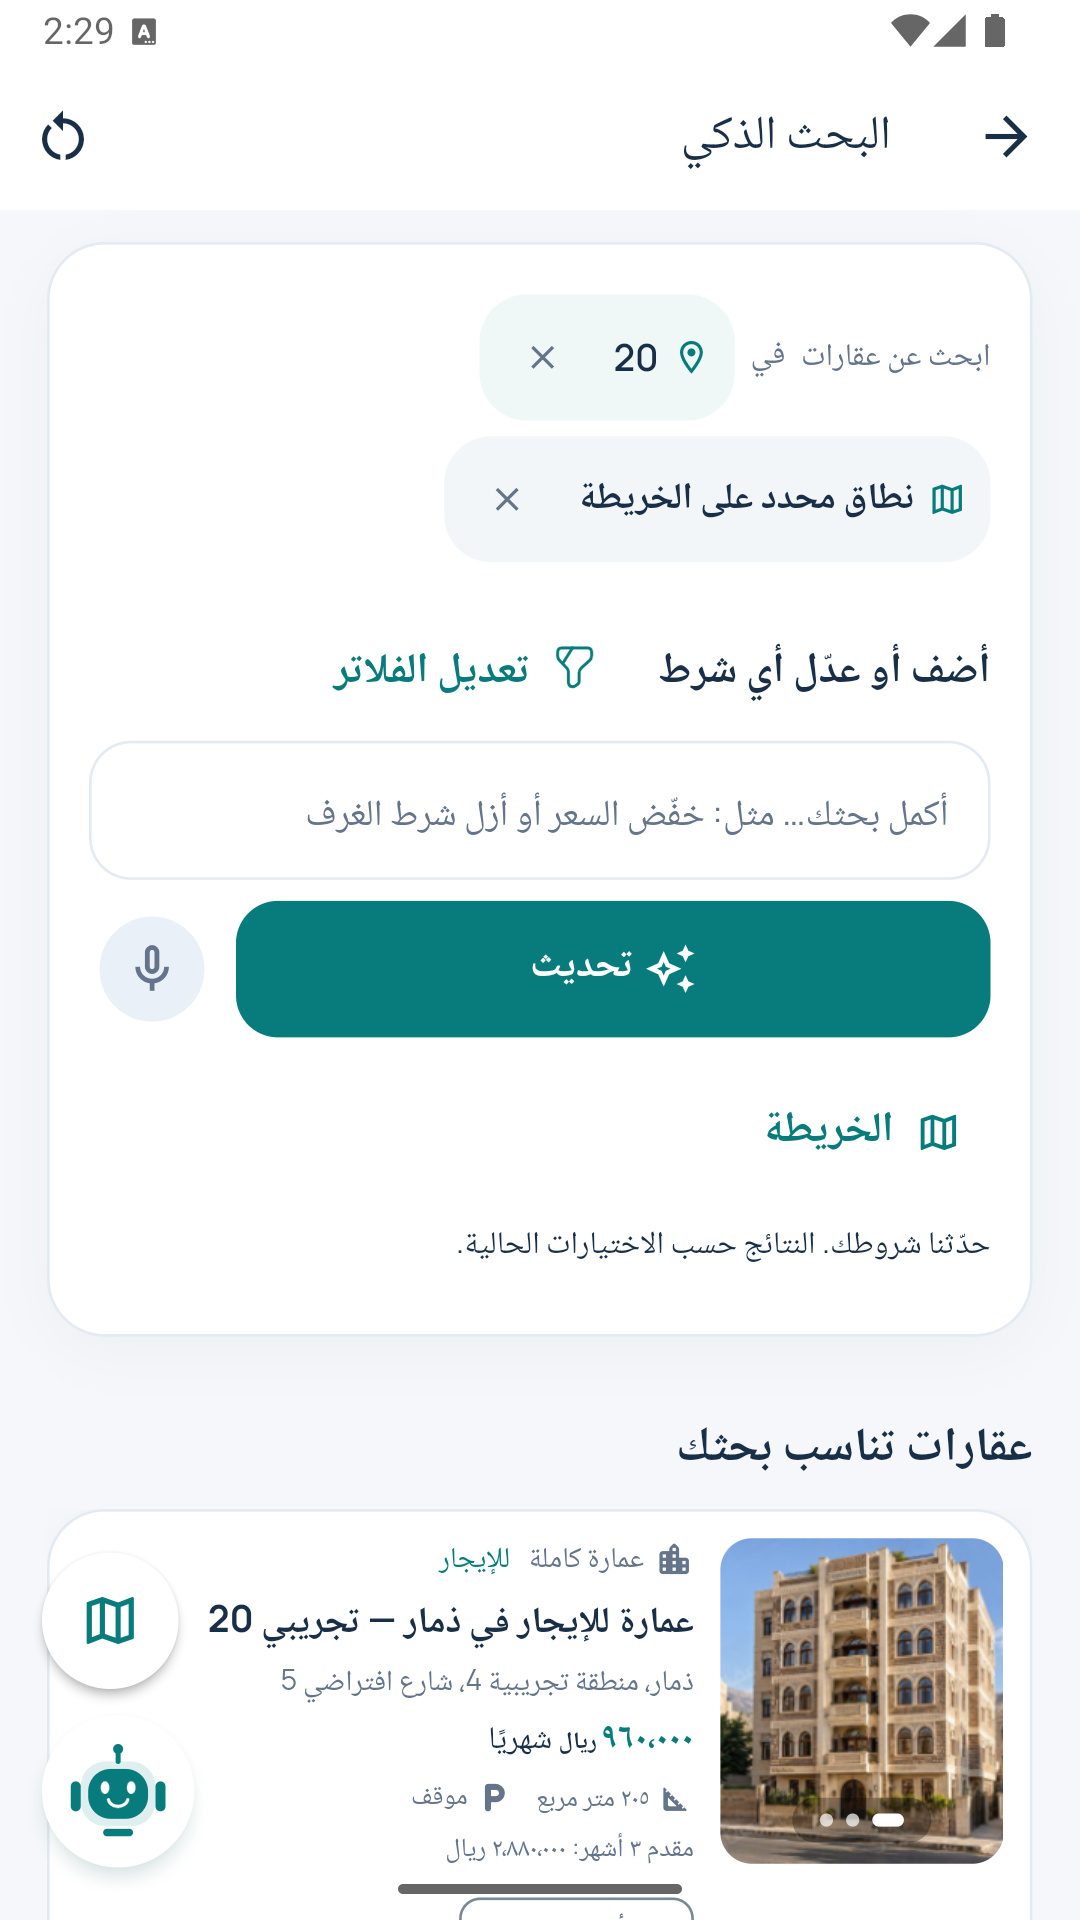 2:29
البحث الذكي
ابحث عن عقارات في 20
نطاق محدد على الخريطة
أضف أو عدّل أي شرط تعديل الفلاتر
أكمل بحثك... مثل: خفّض السعر أو أزل شرط الغرف
تحديث
الخريطة
حدّثنا شروطك. النتائج حسب الاختيارات الحالية.
عقارات تناسب بحثك
عمارة كاملة للإيجار
عمارة للإيجار في ذمار – تجريبي 20
ذمار، منطقة تجريبية 4، شارع افتراضي 5
٩٦٠،٠٠٠ ريال شهريًا
٢٠٥ متر مربع موقف
مقدم ٣ أشهر: ٢،٨٨٠،٠٠٠ ريال